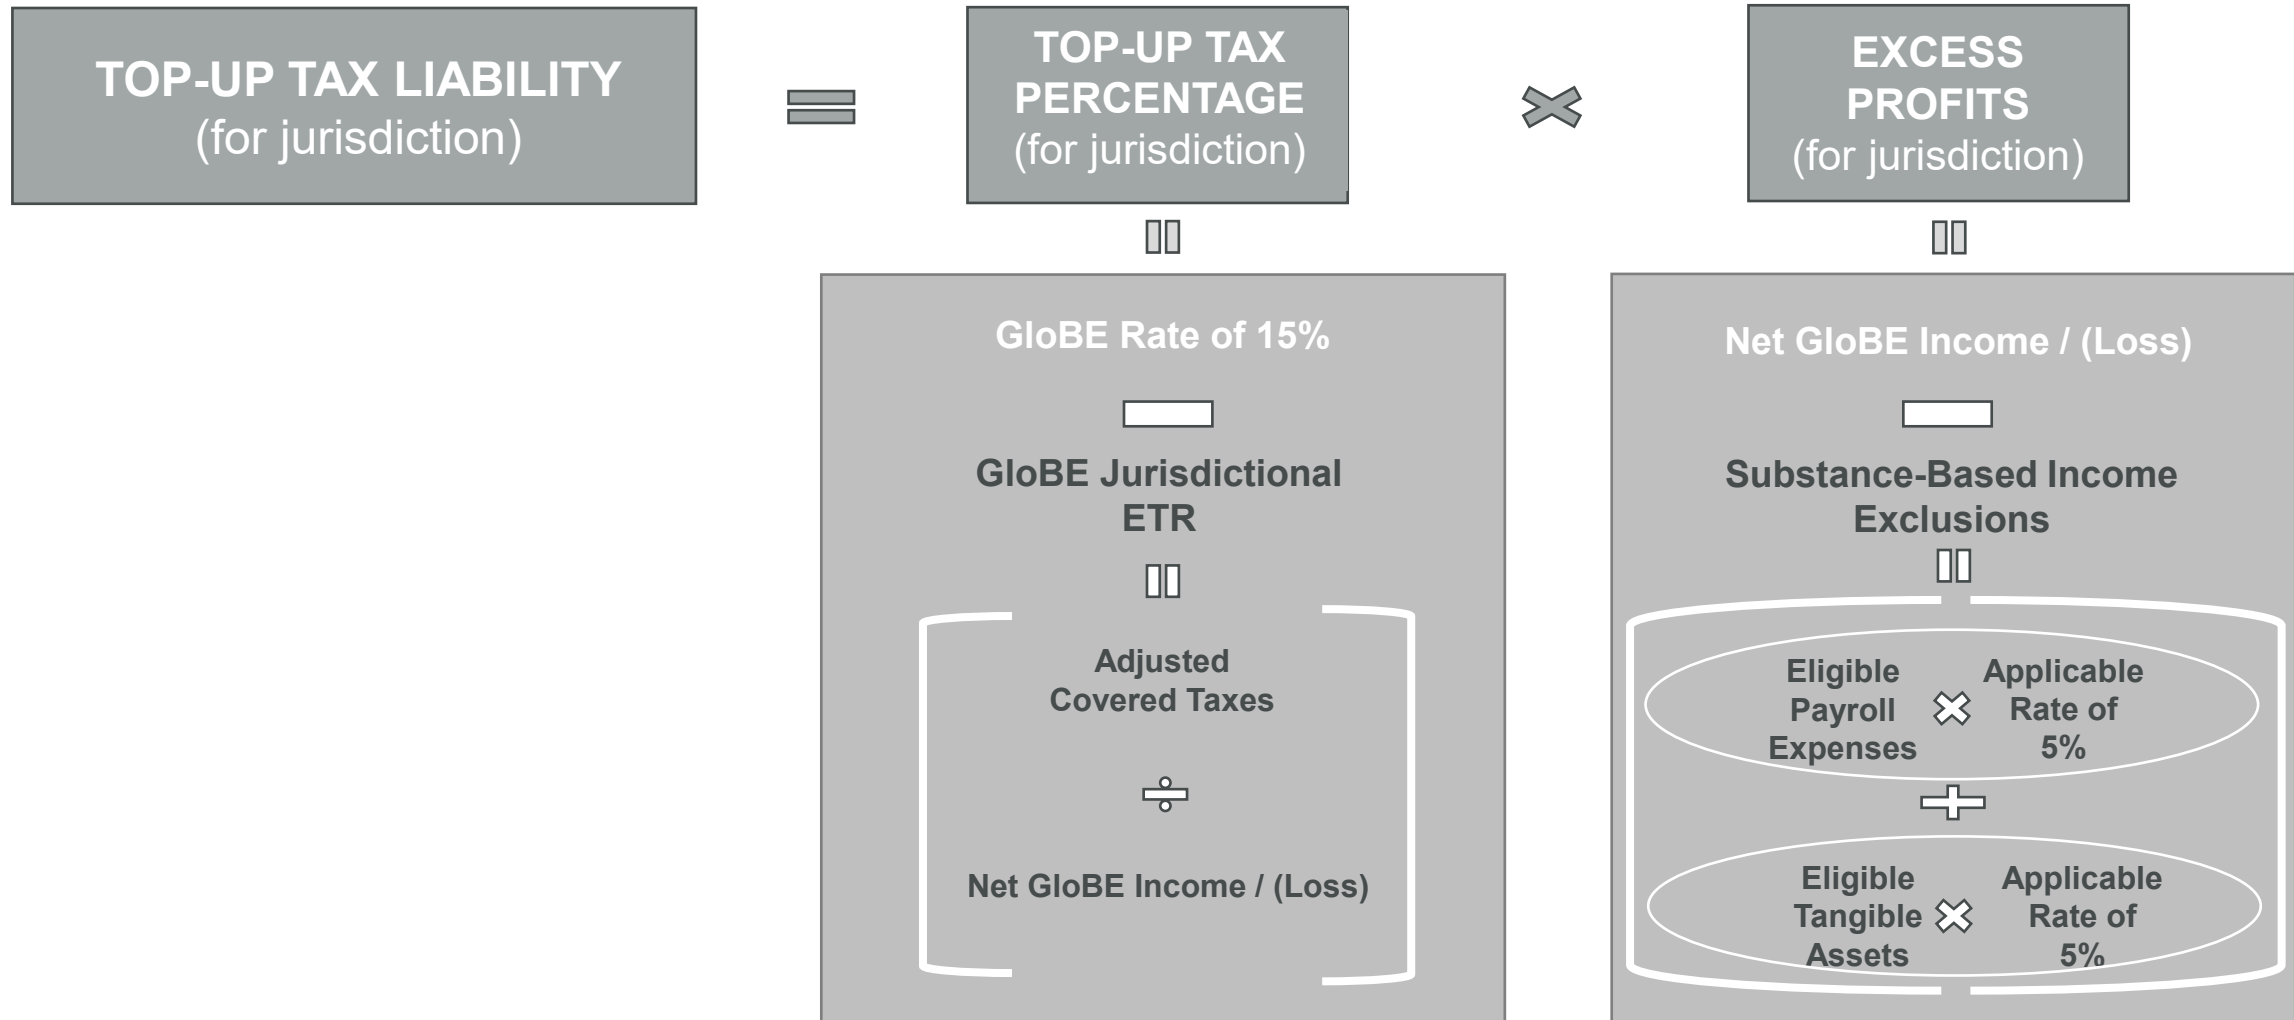 TOP-UP TAX LIABILITY
(for jurisdiction)
TOP-UP TAX
PERCENTAGE
(for jurisdiction)
EXCESS
PROFITS
(for jurisdiction)
GloBE Rate of 15%
GloBE Jurisdictional
ETR
Adjusted
Covered Taxes
Net GloBE Income / (Loss)
Net GloBE Income / (Loss)
Substance-Based Income
Exclusions
Eligible
Payroll
Expenses
Applicable
Rate of
5%
Eligible
Tangible
Assets
Applicable
Rate of
5%